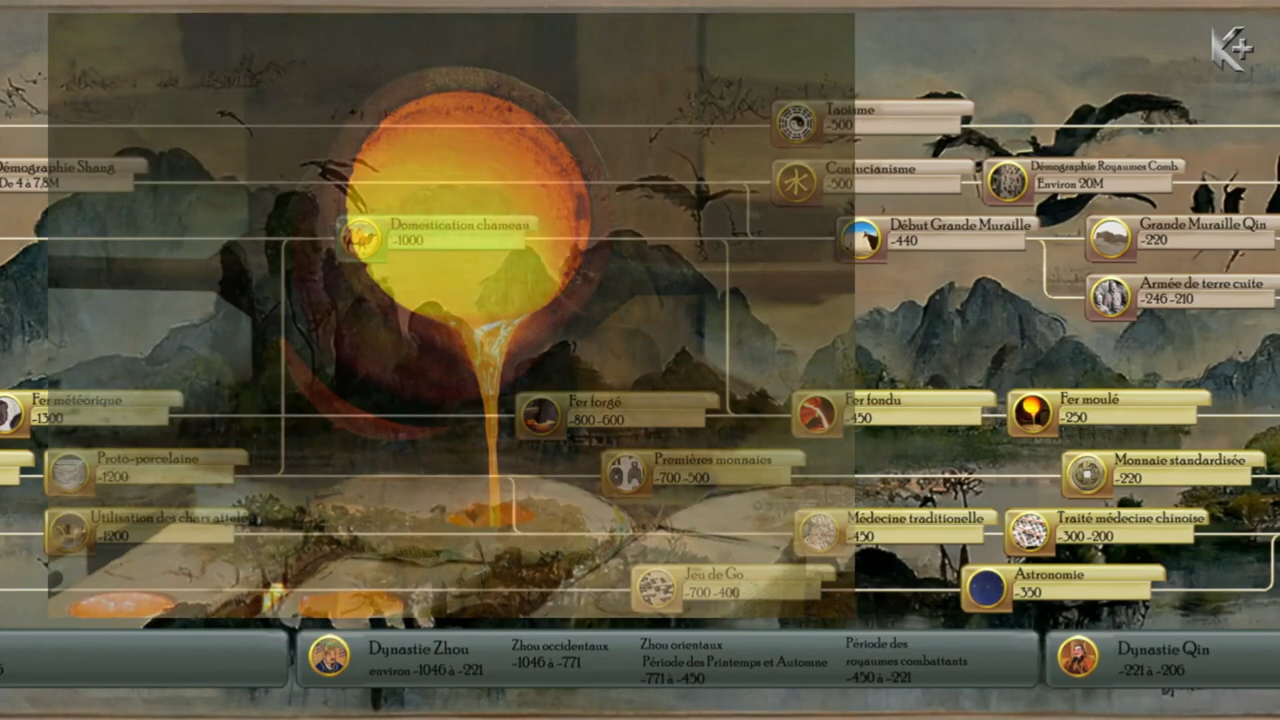 K+
Taoïsme
-500
Démographie Shang
De 4 à 7,8M
Confucianisme
-500
Démographie Royaumes Comb.
Environ 20M
Domestication chameau
-1000
Début Grande Muraille
-440
Grande Muraille Qin
-220
Armée de terre cuite
-246 -210
Fer météorique
-1300
Fer forgé
-800 -600
Fer fondu
-450
Fer moulé
-250
Proto-porcelaine
-1200
Premières monnaies
-700 -500
Monnaie standardisée
-220
Utilisation des chars attelé
-1200
Médecine traditionelle
-450
Traité médecine chinoise
-300 -200
Jeu de Go
-700 -400
Astronomie
-350
Dynastie Zhou
environ -1046 à -221
Zhou occidentaux
-1046 à -771
Zhou orientaux
Période des Printemps et Automne
-771 à -450
Période des
royaumes combattants
-450 à -221
Dynastie Qin
-221 à -206